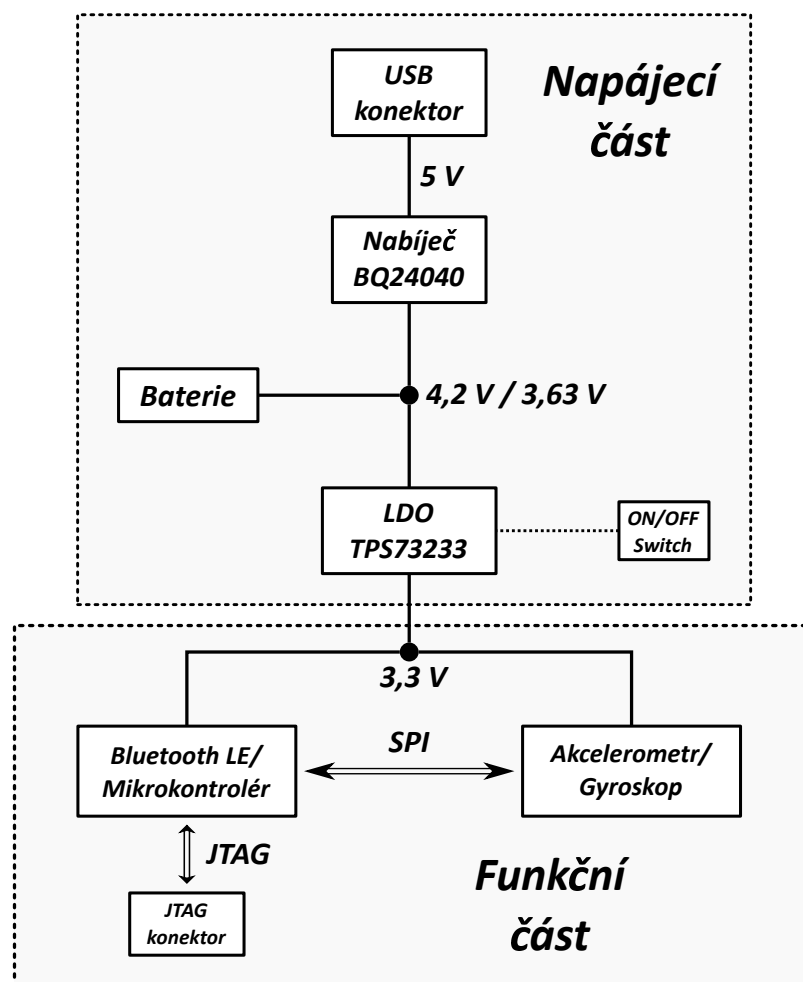 USB
konektor
Napájecí
část
5 V
Nabíječ
BQ24040
Baterie
4,2 V / 3,63 V
LDO
TPS73233
ON/OFF
Switch
3,3 V
Bluetooth LE/
Mikrokontrolér
SPI
Akcelerometr/
Gyroskop
JTAG
JTAG
konektor
Funkční
část